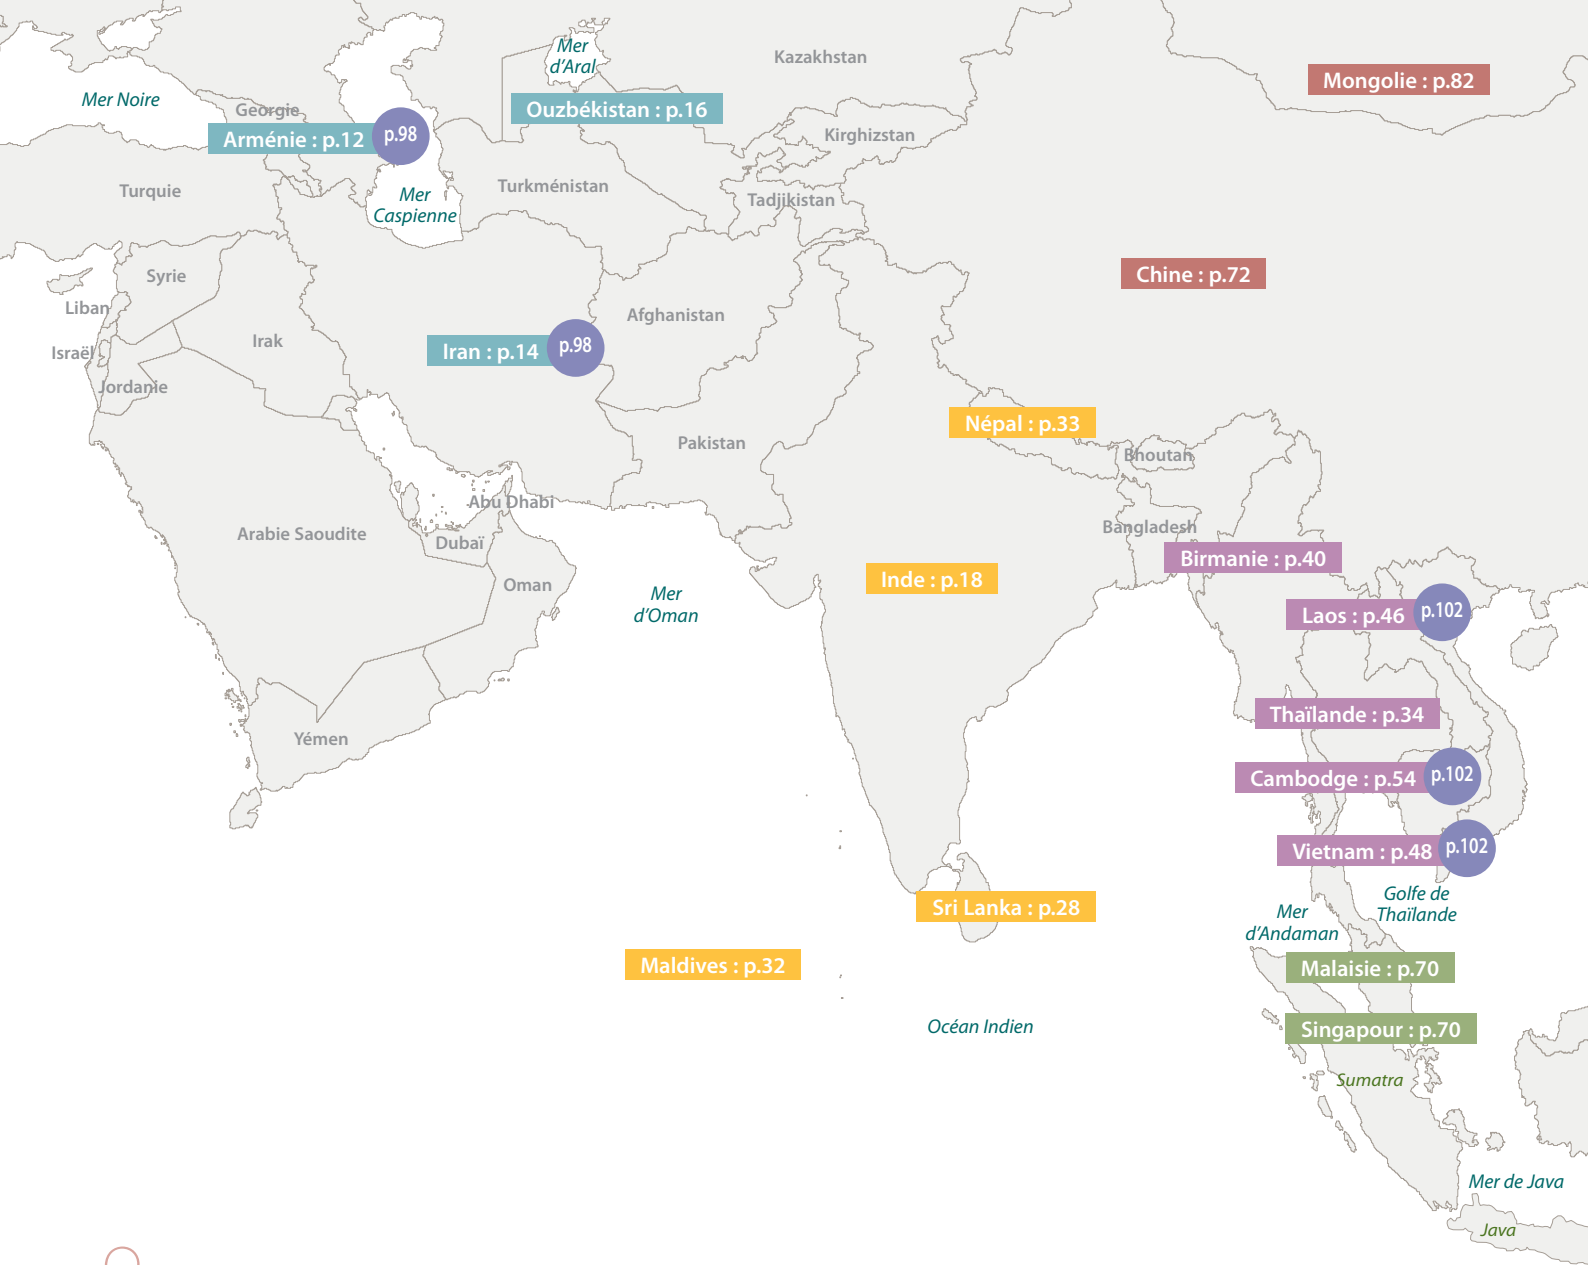 Mer
d'Aral
Kazakhstan
Mongolie : p.82
Mer Noire
Georgie
Ouzbékistan : p.16
Arménie : p.12
p.98
Kirghizstan
Turquie
Mer
Caspienne
Turkménistan
Tadjikistan
Syrie
Chine : p.72
Liban
Afghanistan
Irak
Israël
Iran : p.14
p.98
Jordanie
Népal : p.33
Pakistan
Bhoutan
Abu Dhabi
Arabie Saoudite
Dubaï
Bangladesh
Birmanie : p.40
Oman
Inde : p.18
Mer
d'Oman
Laos : p.46
p.102
Yémen
Thaïlande : p.34
Cambodge : p.54
p.102
Vietnam : p.48
p.102
Golfe de
Thaïlande
Sri Lanka : p.28
Mer
d'Andaman
Maldives : p.32
Malaisie : p.70
Océan Indien
Singapour : p.70
Sumatra
Mer de Java
Java